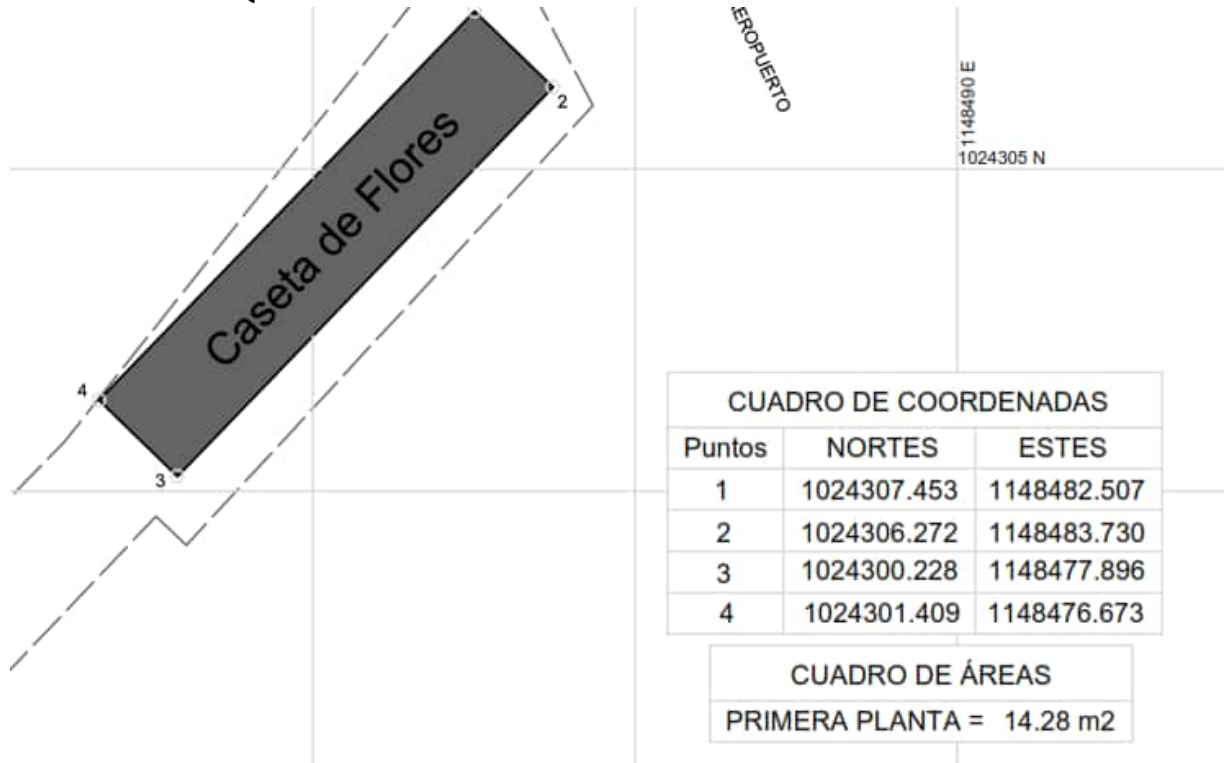 EROPUERTO
2
1148490 E
1024305 N
Caseta de Flores
4
3
CUADRO DE COORDENADAS
Puntos NORTES ESTES
1 1024307.453 1148482.507
2 1024306.272 1148483.730
3 1024300.228 1148477.896
4 1024301.409 1148476.673
CUADRO DE ÁREAS
PRIMERA PLANTA = 14.28 m2